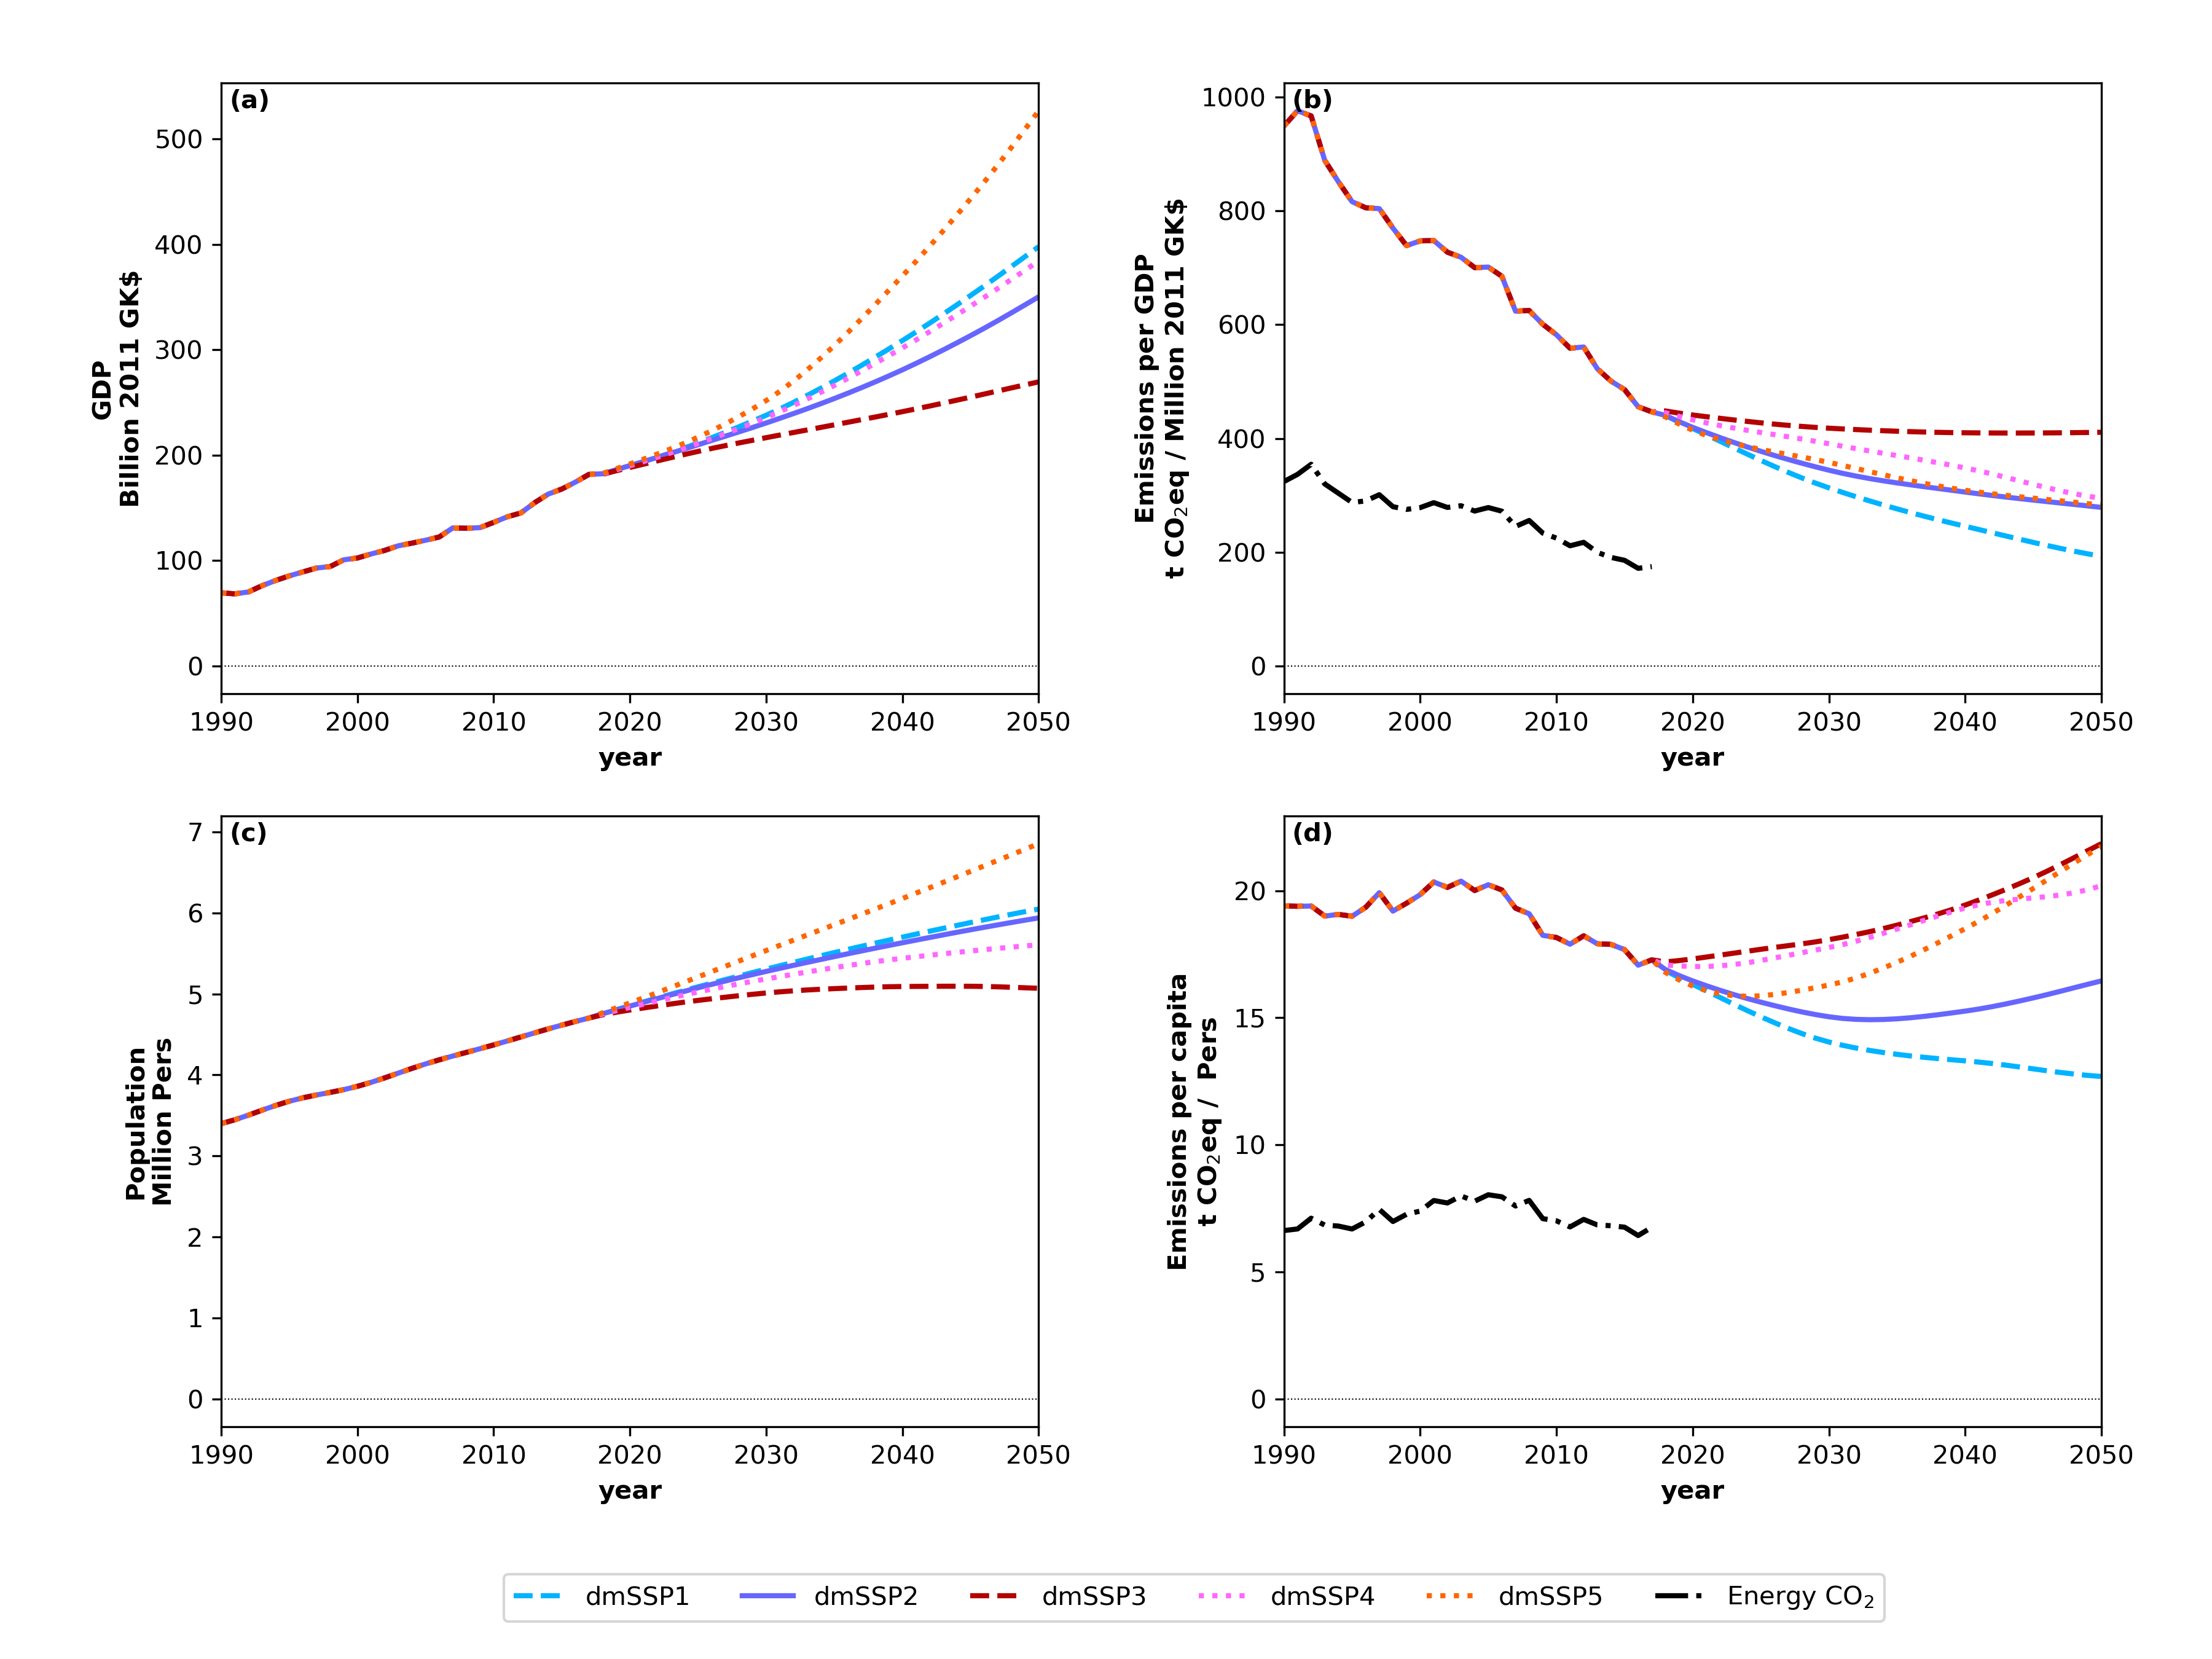 (a)
500
400
300
200
100
0
GDP
Billion 2011 GK$
1990 2000 2010 2020 2030 2040 2050
year
(b)
1000
800
600
400
200
0
Emissions per GDP
t CO₂eq / Million 2011 GK$
1990 2000 2010 2020 2030 2040 2050
year
(c)
7
6
5
4
3
2
1
0
Population
Million Pers
1990 2000 2010 2020 2030 2040 2050
year
(d)
20
15
10
5
0
Emissions per capita
t CO₂eq / Pers
1990 2000 2010 2020 2030 2040 2050
year
dmSSP1 dmSSP2 dmSSP3 dmSSP4 dmSSP5 Energy CO₂